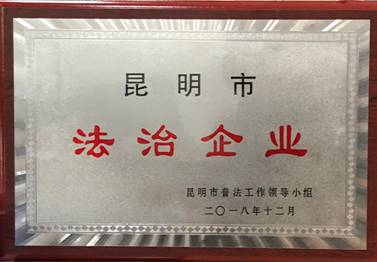 昆明市
法治企业
昆明市普法工作领导小组
二〇一八年十二月